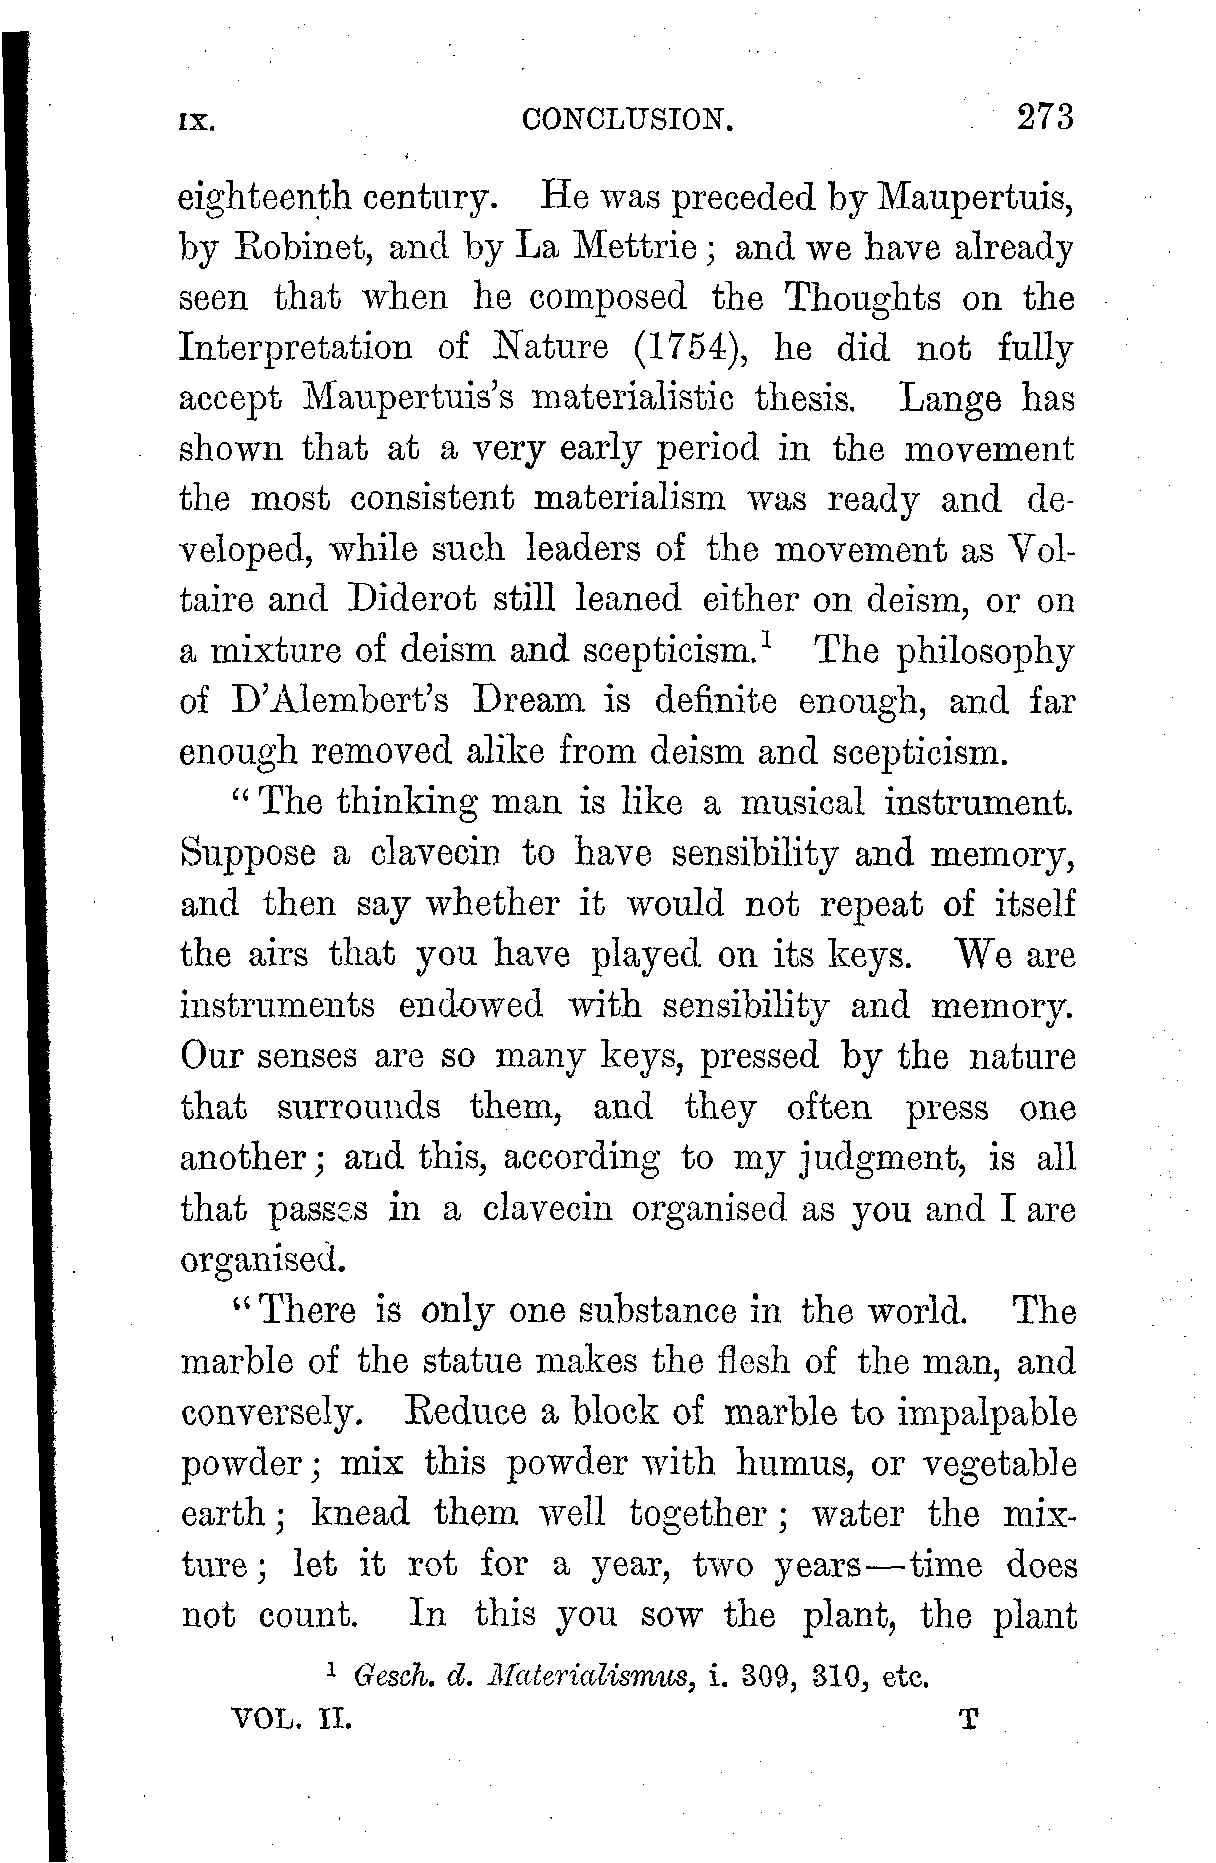 IX. CONCLUSION. 273
eighteenth century. He was preceded by Maupertuis,
by Robinet, and by La Mettrie; and we have already
seen that when he composed the Thoughts on the
Interpretation of Nature (1754), he did not fully
accept Maupertuis's materialistic thesis. Lange has
shown that at a very early period in the movement
the most consistent materialism was ready and de-
veloped, while such leaders of the movement as Vol-
taire and Diderot still leaned either on deism, or on
a mixture of deism and scepticism.¹ The philosophy
of D'Alembert's Dream is definite enough, and far
enough removed alike from deism and scepticism.
"The thinking man is like a musical instrument.
Suppose a clavecin to have sensibility and memory,
and then say whether it would not repeat of itself
the airs that you have played on its keys. We are
instruments endowed with sensibility and memory.
Our senses are so many keys, pressed by the nature
that surrounds them, and they often press one
another; and this, according to my judgment, is all
that passes in a clavecin organised as you and I are
organised.
"There is only one substance in the world. The
marble of the statue makes the flesh of the man, and
conversely. Reduce a block of marble to impalpable
powder; mix this powder with humus, or vegetable
earth; knead them well together; water the mix-
ture; let it rot for a year, two years—time does
not count. In this you sow the plant, the plant
¹ Gesch. d. Materialismus, i. 309, 310, etc.
VOL. II. T